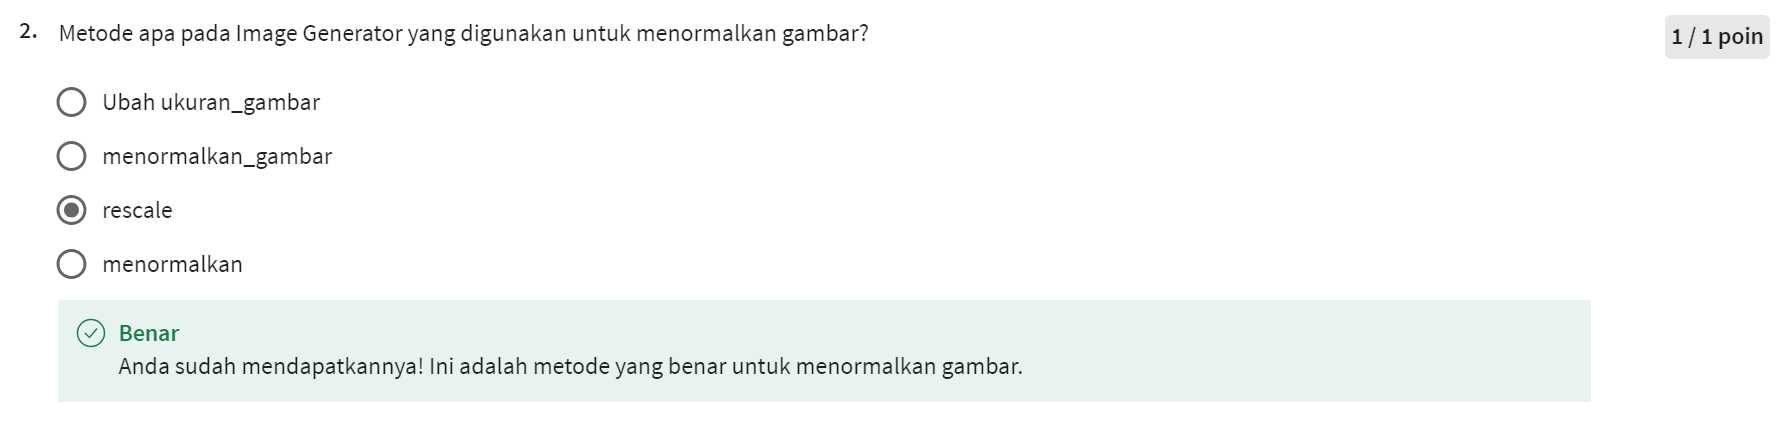 2. Metode apa pada Image Generator yang digunakan untuk menormalkan gambar?
1 / 1 poin
Ubah ukuran_gambar
menormalkan_gambar
rescale
menormalkan
Benar
Anda sudah mendapatkannya! Ini adalah metode yang benar untuk menormalkan gambar.